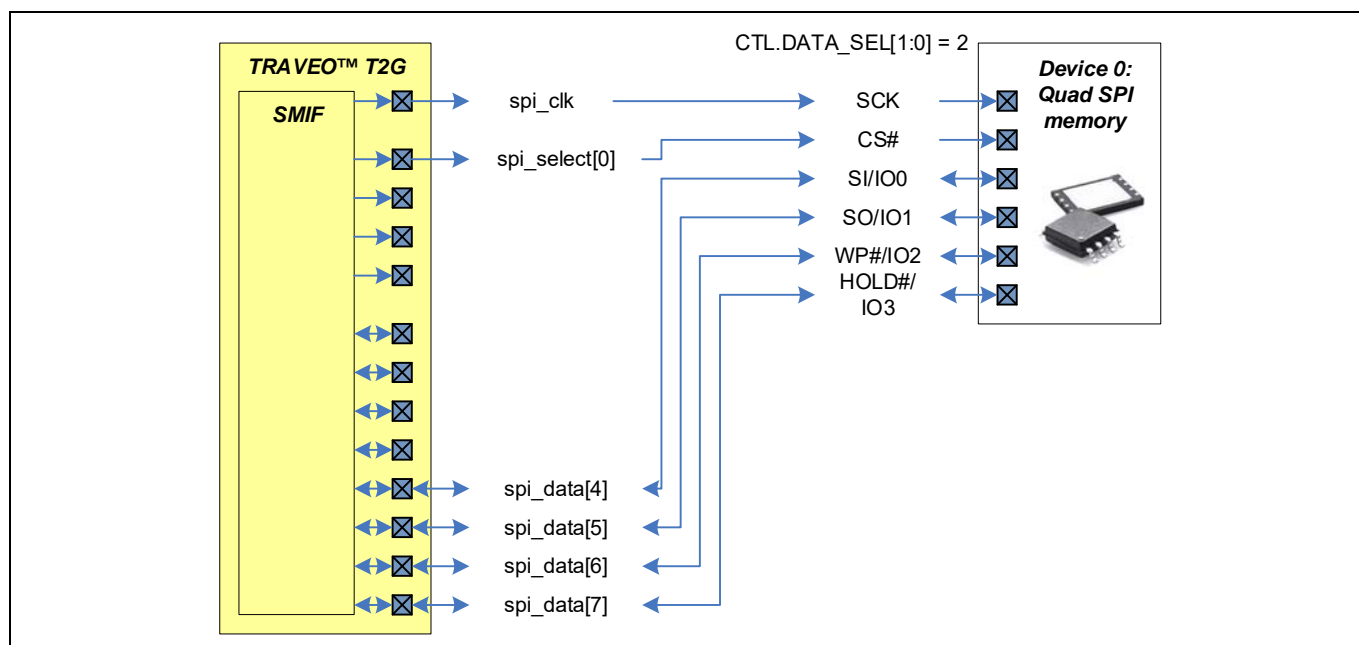 CTL.DATA_SEL[1:0] = 2
TRAVEO™ T2G
SMIF
spi_clk
spi_select[0]
spi_data[4]
spi_data[5]
spi_data[6]
spi_data[7]
SCK
CS#
SI/IO0
SO/IO1
WP#/IO2
HOLD#/
IO3
Device 0:
Quad SPI
memory